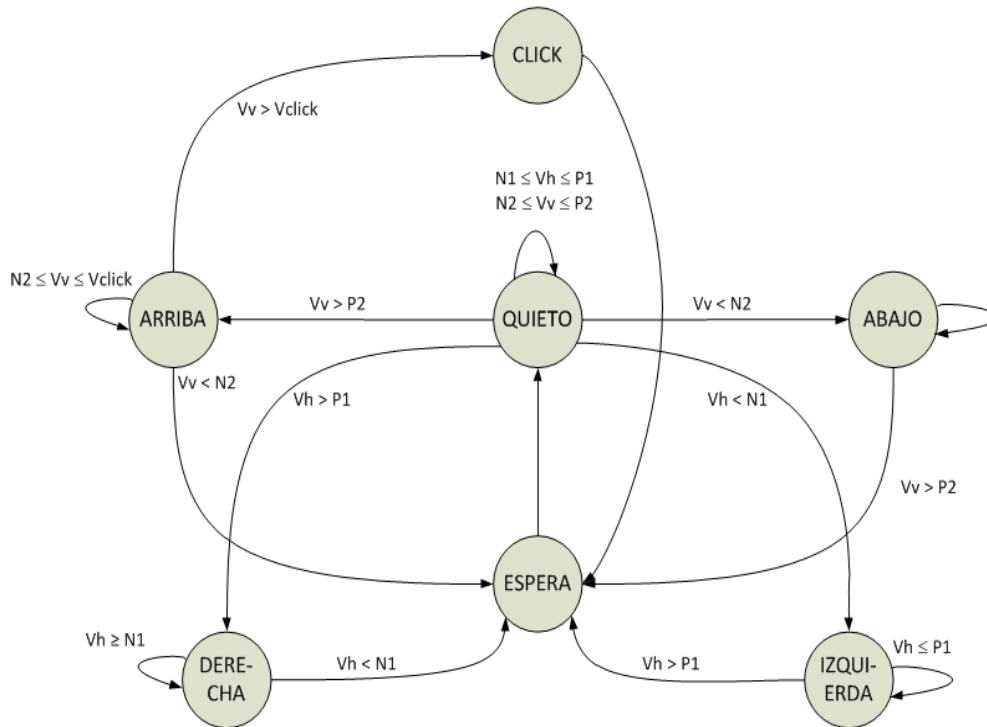 CLICK
Vv > Vclick
N1 ≤ Vh ≤ P1
N2 ≤ Vv ≤ P2
N2 ≤ Vv ≤ Vclick
ARRIBA
Vv > P2
QUIETO
Vv < N2
ABAJO
Vv < N2
Vh > P1
Vh < N1
Vv > P2
ESPERA
Vh ≥ N1
DERE-
CHA
Vh < N1
Vh > P1
IZQUI-
ERDA
Vh ≤ P1